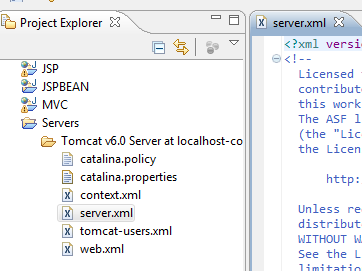 Project Explorer
JSP
JSPBEAN
MVC
Servers
Tomcat v6.0 Server at localhost-co
catalina.policy
catalina.properties
context.xml
server.xml
tomcat-users.xml
web.xml
server.xml
<?xml versi
<!--
Licensed
contribut
this work
The ASF l
(the "Lic
the Licen
http:
Unless re
distribut
WITHOUT WA
See the L
limitatio